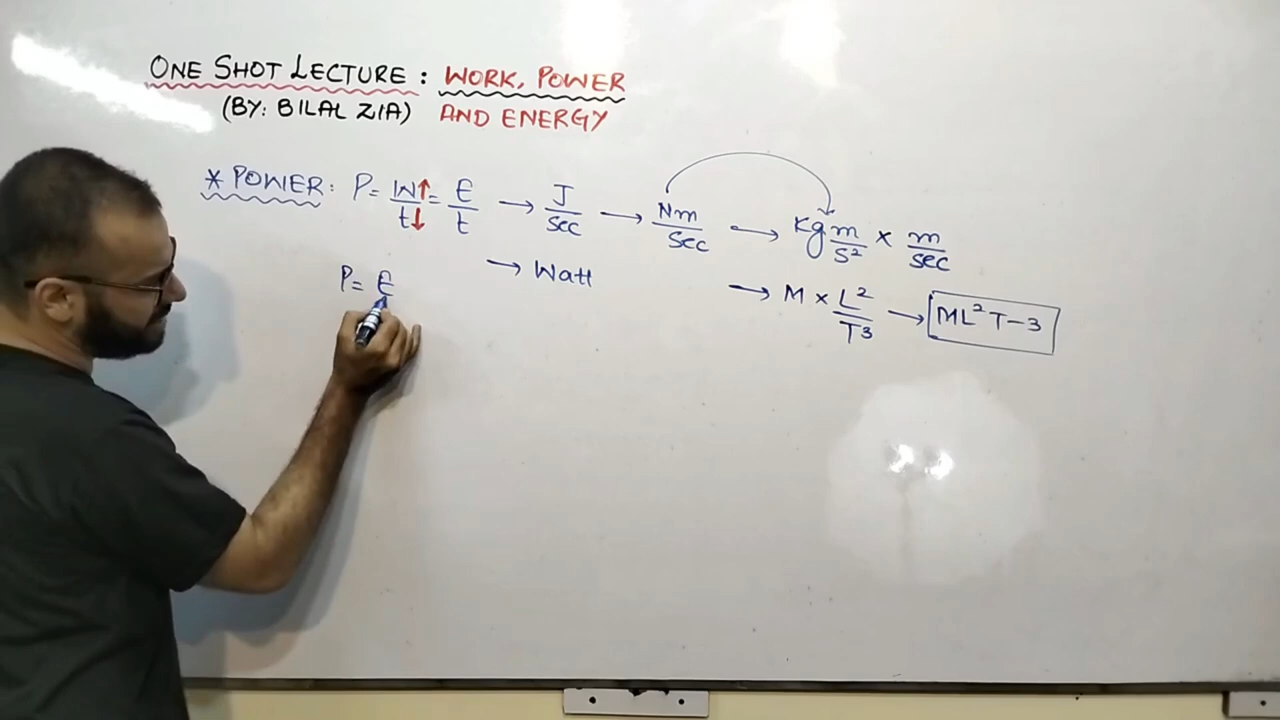 ONE SHOT LECTURE: WORK, POWER
(BY: BILAL ZIA) AND ENERGY
* POWER: P = W↑/t↓ = E/t → J/sec → Nm/sec → Kg m/s² × m/sec
→ Watt
→ M × L²/T³ → ML²T-3
P = E